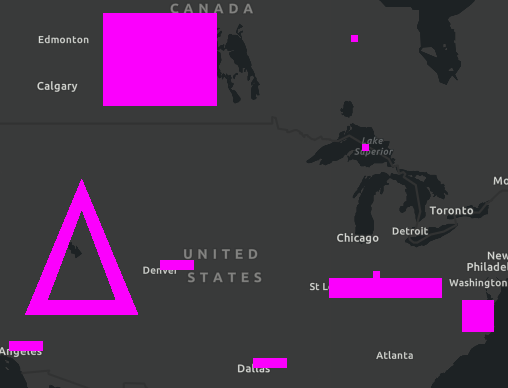 CANADA
Edmonton
Calgary
Lake
Superior
Mo
Toronto
Detroit
Chicago
UNITED
New
Philadel
Denver
STATES
Washington
St L
Angeles
Atlanta
Dallas